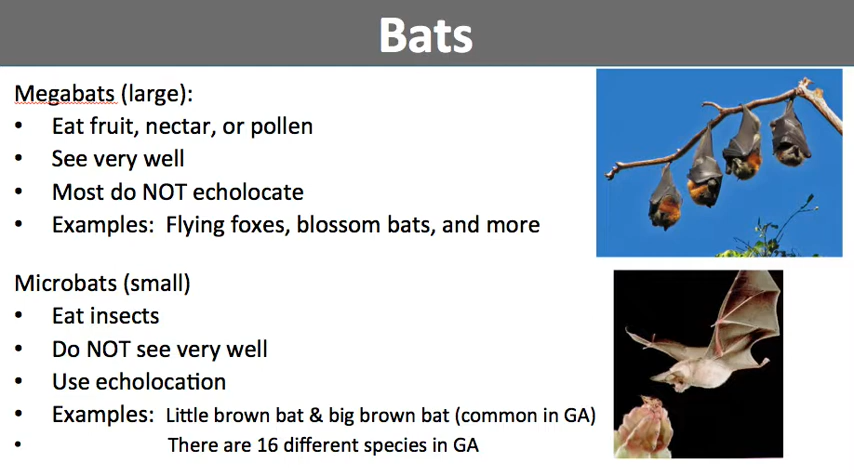 Bats
Megabats (large):
• Eat fruit, nectar, or pollen
• See very well
• Most do NOT echolocate
• Examples: Flying foxes, blossom bats, and more
Microbats (small)
• Eat insects
• Do NOT see very well
• Use echolocation
• Examples: Little brown bat & big brown bat (common in GA)
• There are 16 different species in GA